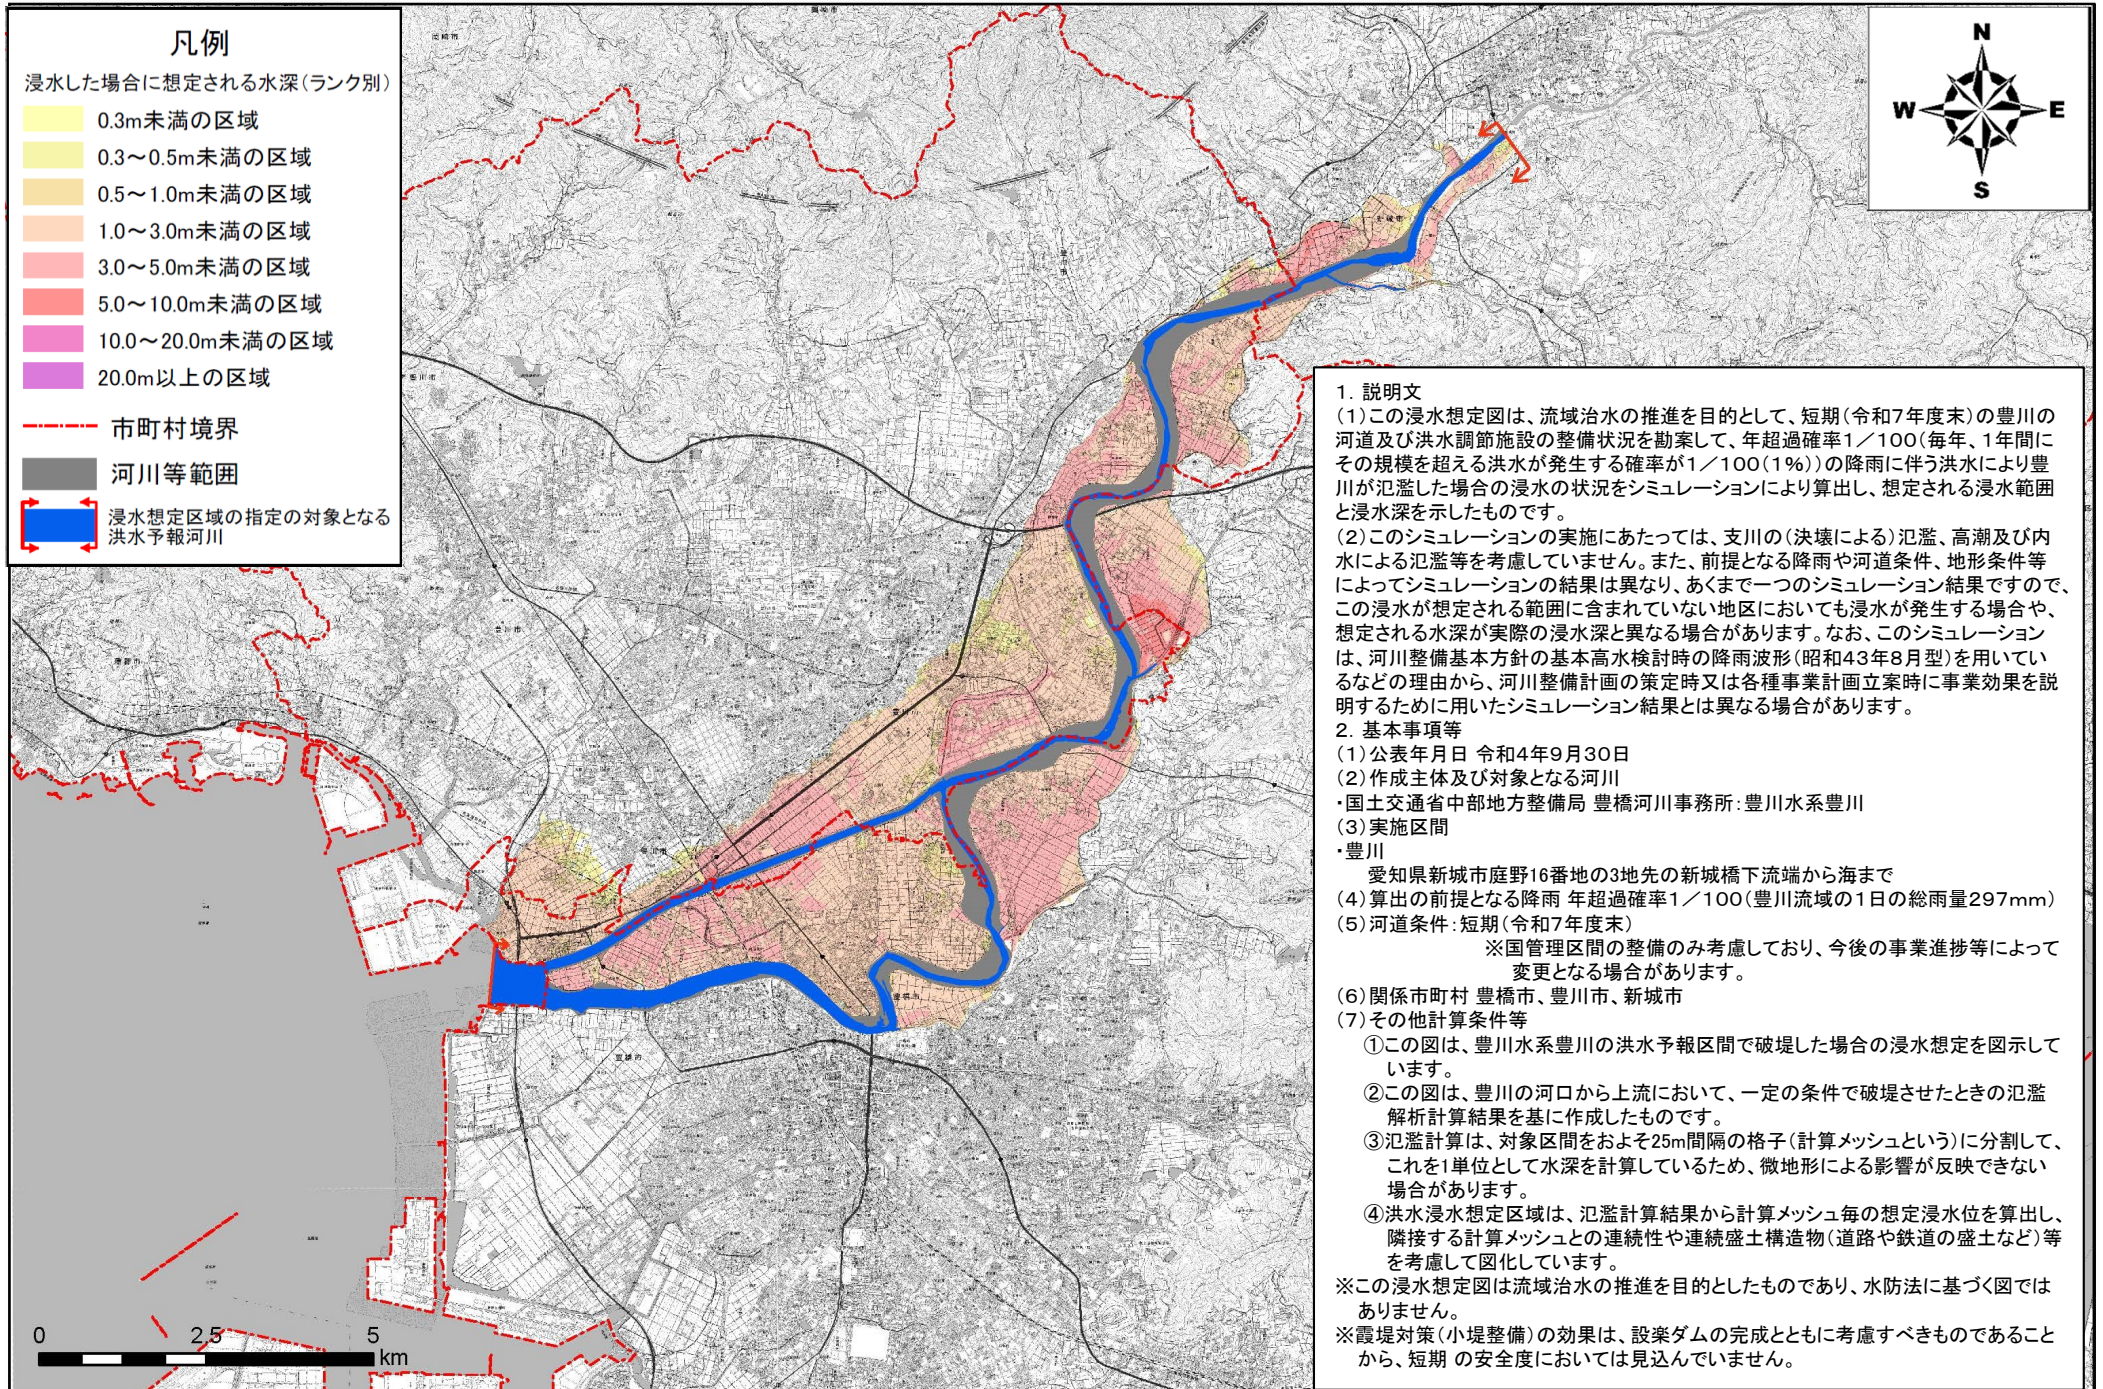 凡例
浸水した場合に想定される水深(ランク別)
0.3m未満の区域
0.3～0.5m未満の区域
0.5～1.0m未満の区域
1.0～3.0m未満の区域
3.0～5.0m未満の区域
5.0～10.0m未満の区域
10.0～20.0m未満の区域
20.0m以上の区域
市町村境界
河川等範囲
浸水想定区域の指定の対象となる
洪水予報河川
N
W
E
S
豊川市
豊川市
豊橋市
豊橋市
新城市
1. 説明文
(1)この浸水想定図は、流域治水の推進を目的として、短期(令和7年度末)の豊川の
河道及び洪水調節施設の整備状況を勘案して、年超過確率1／100(毎年、1年間に
その規模を超える洪水が発生する確率が1／100(1%))の降雨に伴う洪水により豊
川が氾濫した場合の浸水の状況をシミュレーションにより算出し、想定される浸水範囲
と浸水深を示したものです。
(2)このシミュレーションの実施にあたっては、支川の(決壊による)氾濫、高潮及び内
水による氾濫等を考慮していません。また、前提となる降雨や河道条件、地形条件等
によってシミュレーションの結果は異なり、あくまで一つのシミュレーション結果ですので、
この浸水が想定される範囲に含まれていない地区においても浸水が発生する場合や、
想定される水深が実際の浸水深と異なる場合があります。なお、このシミュレーション
は、河川整備基本方針の基本高水検討時の降雨波形(昭和43年8月型)を用いてい
るなどの理由から、河川整備計画の策定時又は各種事業計画立案時に事業効果を説
明するために用いたシミュレーション結果とは異なる場合があります。
2. 基本事項等
(1)公表年月日 令和4年9月30日
(2)作成主体及び対象となる河川
・国土交通省中部地方整備局 豊橋河川事務所：豊川水系豊川
(3)実施区間
・豊川
愛知県新城市庭野16番地の3地先の新城橋下流端から海まで
(4)算出の前提となる降雨 年超過確率1／100(豊川流域の1日の総雨量297mm)
(5)河道条件：短期(令和7年度末)
※国管理区間の整備のみ考慮しており、今後の事業進捗等によって
変更となる場合があります。
(6)関係市町村 豊橋市、豊川市、新城市
(7)その他計算条件等
①この図は、豊川水系豊川の洪水予報区間で破堤した場合の浸水想定を図示して
います。
②この図は、豊川の河口から上流において、一定の条件で破堤させたときの氾濫
解析計算結果を基に作成したものです。
③氾濫計算は、対象区間をおよそ25m間隔の格子(計算メッシュという)に分割して、
これを1単位として水深を計算しているため、微地形による影響が反映できない
場合があります。
④洪水浸水想定区域は、氾濫計算結果から計算メッシュ毎の想定浸水位を算出し、
隣接する計算メッシュとの連続性や連続盛土構造物(道路や鉄道の盛土など)等
を考慮して図化しています。
※この浸水想定図は流域治水の推進を目的としたものであり、水防法に基づく図では
ありません。
※霞堤対策(小堤整備)の効果は、設楽ダムの完成とともに考慮すべきものであること
から、短期 の安全度においては見込んでいません。
0 2.5 5
km